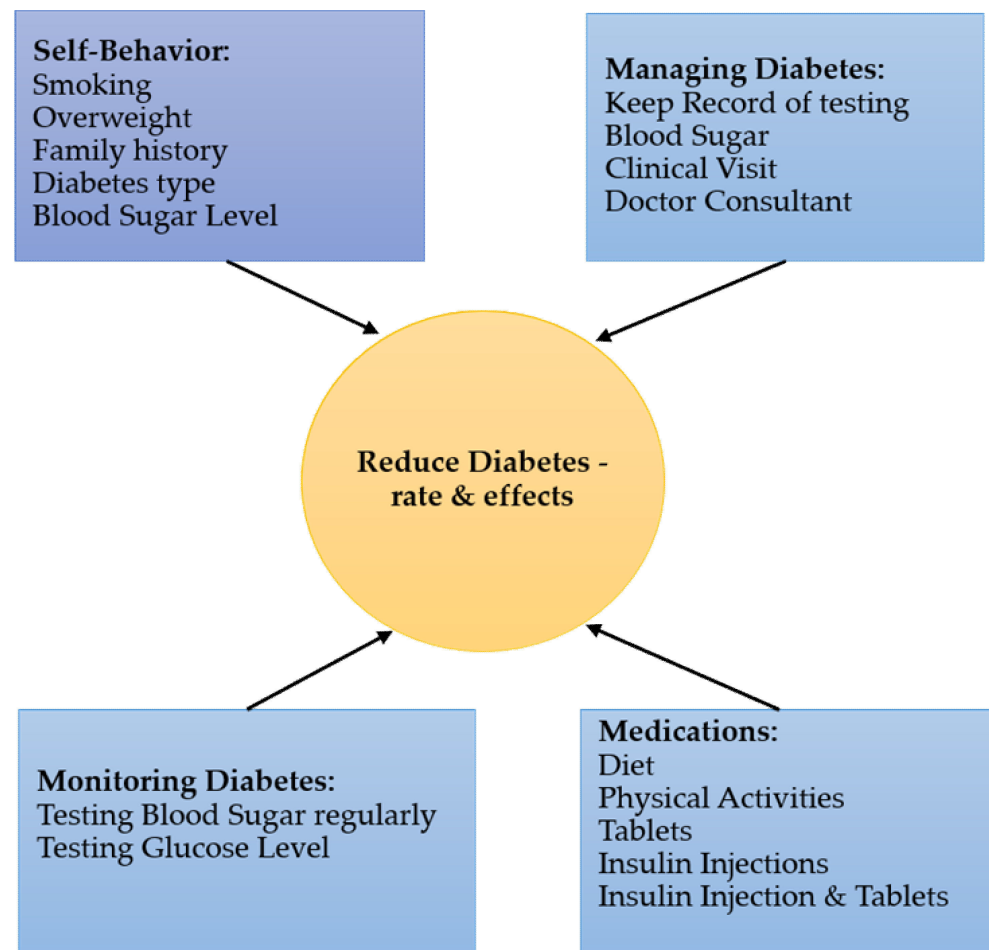 Self-Behavior:
Smoking
Overweight
Family history
Diabetes type
Blood Sugar Level
Managing Diabetes:
Keep Record of testing
Blood Sugar
Clinical Visit
Doctor Consultant
Reduce Diabetes -
rate & effects
Monitoring Diabetes:
Testing Blood Sugar regularly
Testing Glucose Level
Medications:
Diet
Physical Activities
Tablets
Insulin Injections
Insulin Injection & Tablets